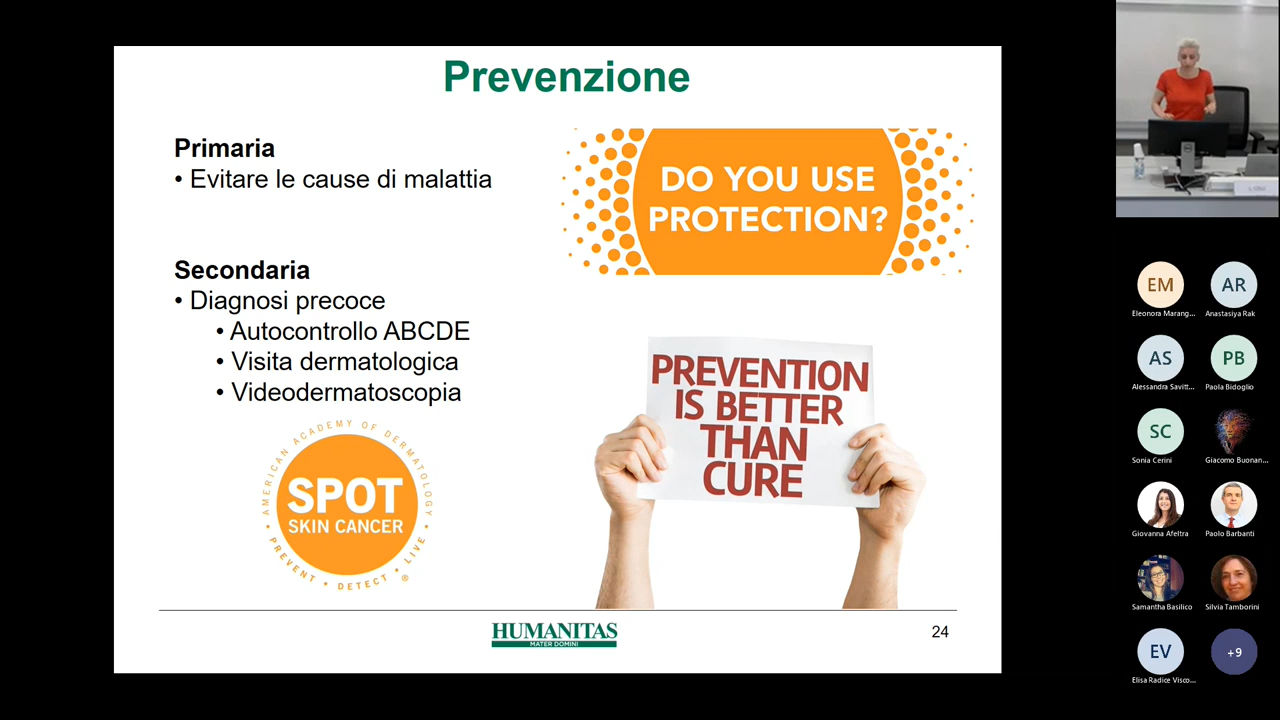 Prevenzione
Primaria
• Evitare le cause di malattia
Secondaria
• Diagnosi precoce
• Autocontrollo ABCDE
• Visita dermatologica
• Videodermatoscopia
DO YOU USE
PROTECTION?
PREVENTION
IS BETTER
THAN
CURE
AMERICAN ACADEMY OF DERMATOLOGY
SPOT
SKIN CANCER
®
• PREVENT • DETECT • LIVE •
HUMANITAS
MATER DOMINI
24
EM
Eleonora Marang...
AR
Anastasiya Rak
AS
Alessandra Savitt...
PB
Paola Bidoglio
SC
Sonia Cerini
Giacomo Buonan...
Giovanna Afeltra
Paolo Barbanti
Samantha Basilico
Silvia Tamborini
EV
Elisa Radice Visco...
+9